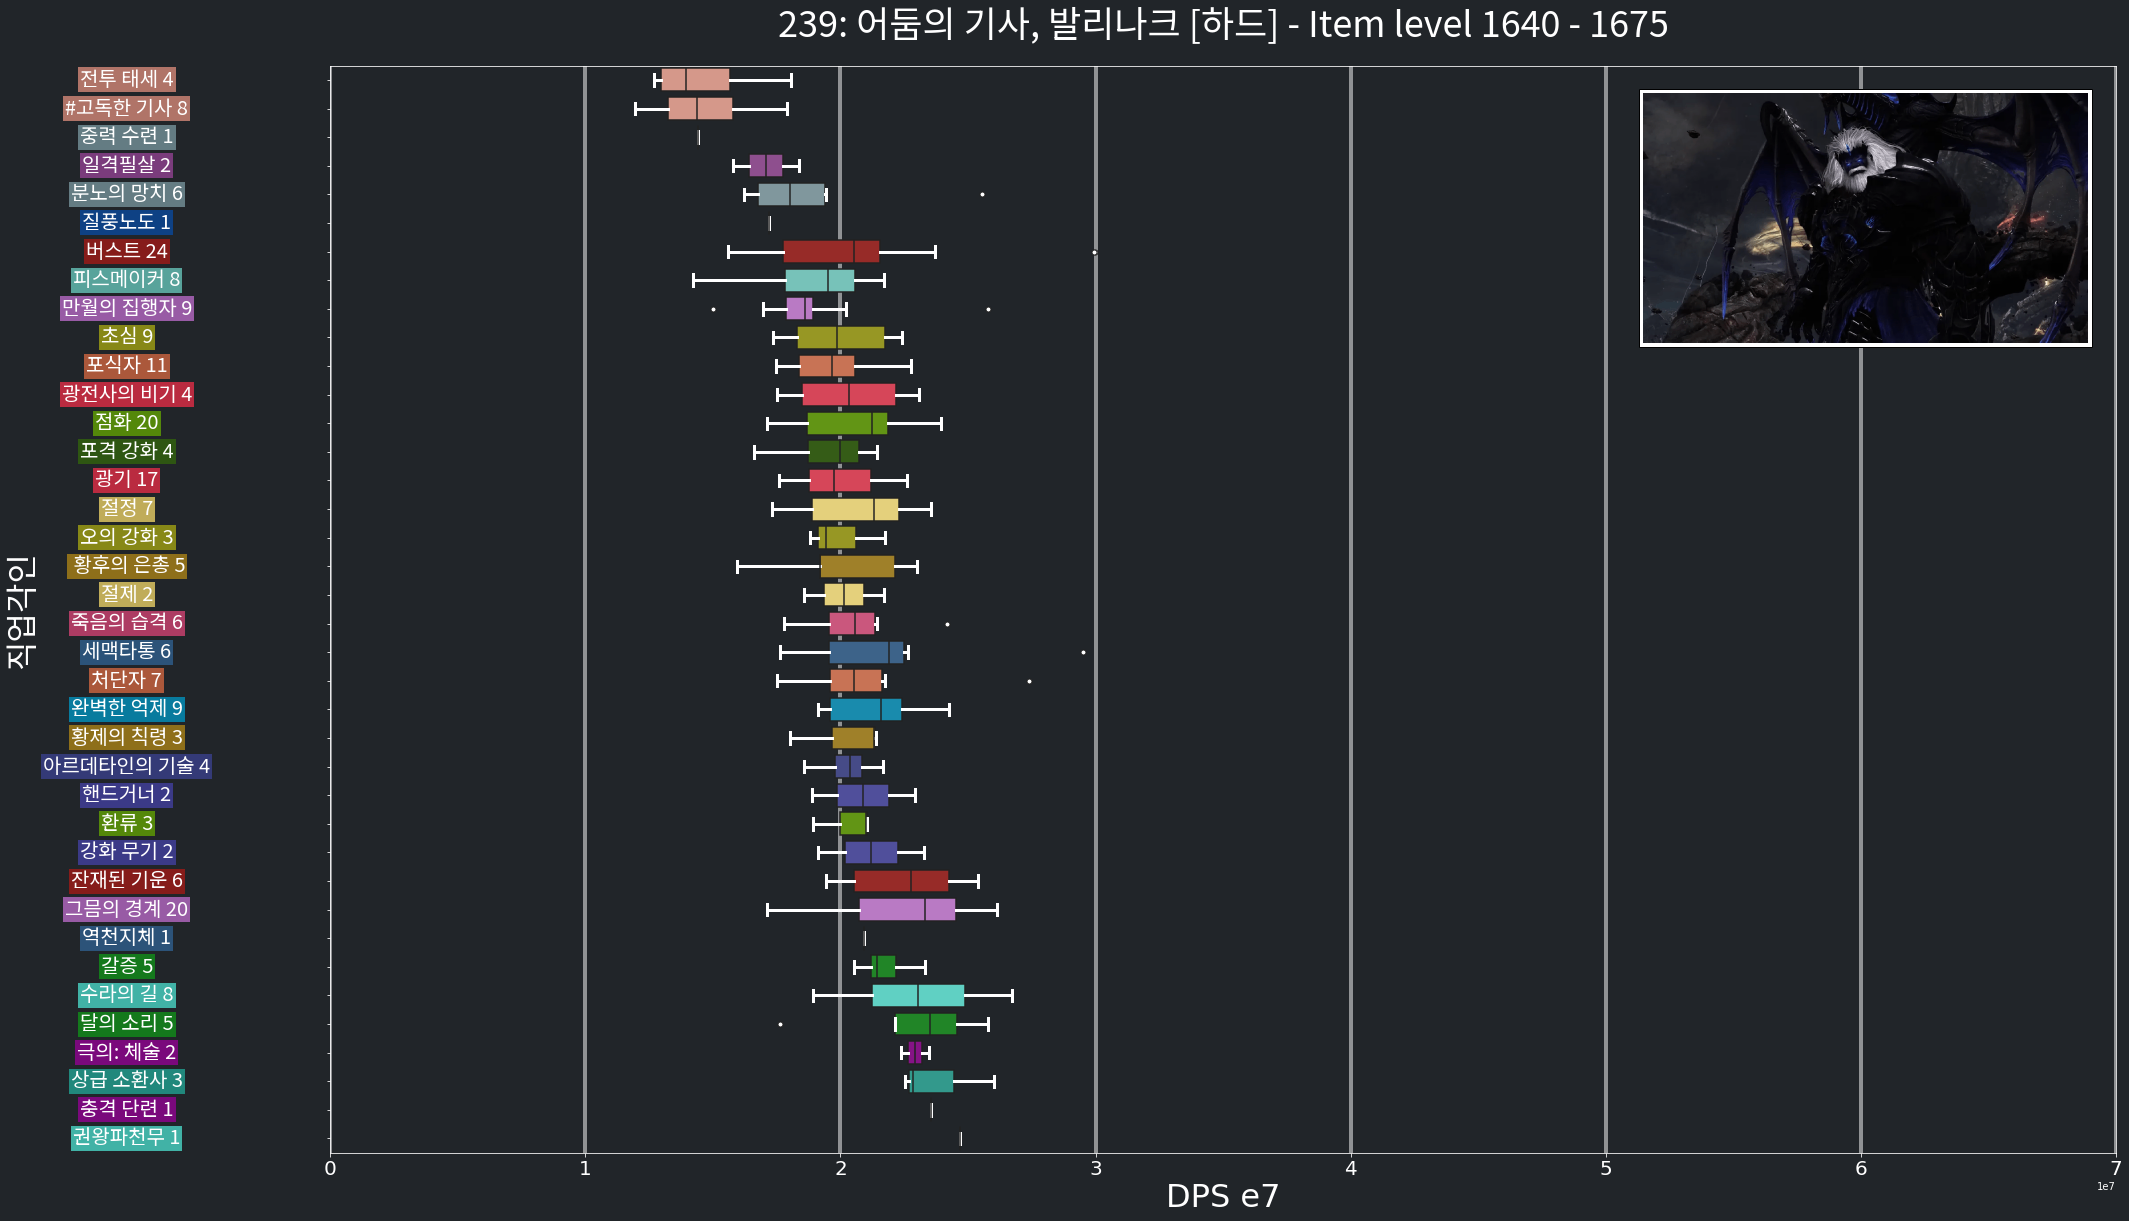 239: 어둠의 기사, 발리나크 [하드] - Item level 1640 - 1675
직업각인
전투 태세 4
#고독한 기사 8
중력 수련 1
일격필살 2
분노의 망치 6
질풍노도 1
버스트 24
피스메이커 8
만월의 집행자 9
초심 9
포식자 11
광전사의 비기 4
점화 20
포격 강화 4
광기 17
절정 7
오의 강화 3
황후의 은총 5
절제 2
죽음의 습격 6
세맥타통 6
처단자 7
완벽한 억제 9
황제의 칙령 3
아르데타인의 기술 4
핸드거너 2
환류 3
강화 무기 2
잔재된 기운 6
그믐의 경계 20
역천지체 1
갈증 5
수라의 길 8
달의 소리 5
극의: 체술 2
상급 소환사 3
충격 단련 1
권왕파천무 1
0 1 2 3 4 5 6 7
1e7
DPS e7